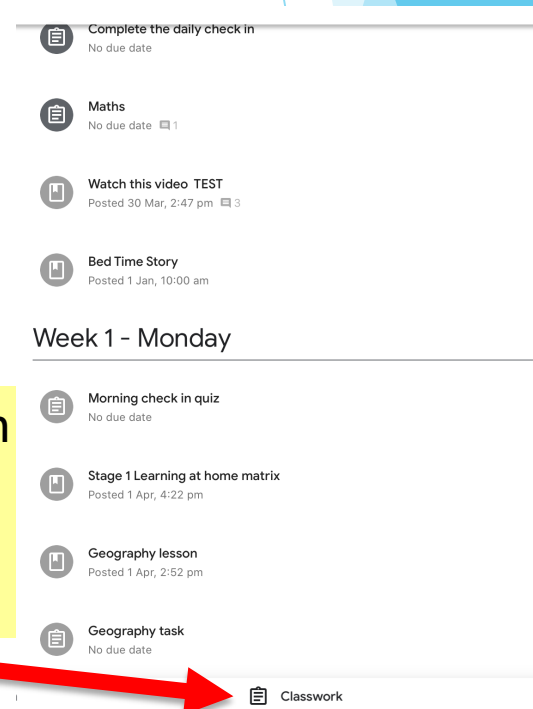 Complete the daily check in
No due date
Maths
No due date 1
Watch this video TEST
Posted 30 Mar, 2:47 pm 3
Bed Time Story
Posted 1 Jan, 10:00 am
Week 1 - Monday
Morning check in quiz
No due date
Stage 1 Learning at home matrix
Posted 1 Apr, 4:22 pm
Geography lesson
Posted 1 Apr, 2:52 pm
Geography task
No due date
Classwork